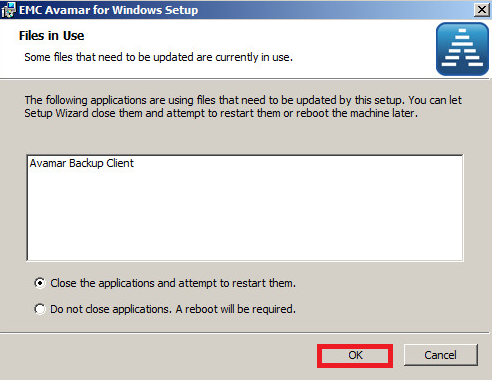 EMC Avamar for Windows Setup
Files in Use
Some files that need to be updated are currently in use.
The following applications are using files that need to be updated by this setup. You can let
Setup Wizard close them and attempt to restart them or reboot the machine later.
Avamar Backup Client
Close the applications and attempt to restart them.
Do not close applications. A reboot will be required.
OK
Cancel